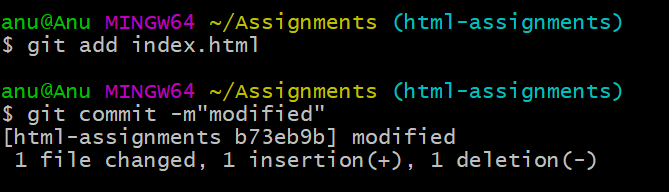 anu@Anu MINGW64 ~/Assignments (html-assignments)
$ git add index.html
anu@Anu MINGW64 ~/Assignments (html-assignments)
$ git commit -m"modified"
[html-assignments b73eb9b] modified
 1 file changed, 1 insertion(+), 1 deletion(-)